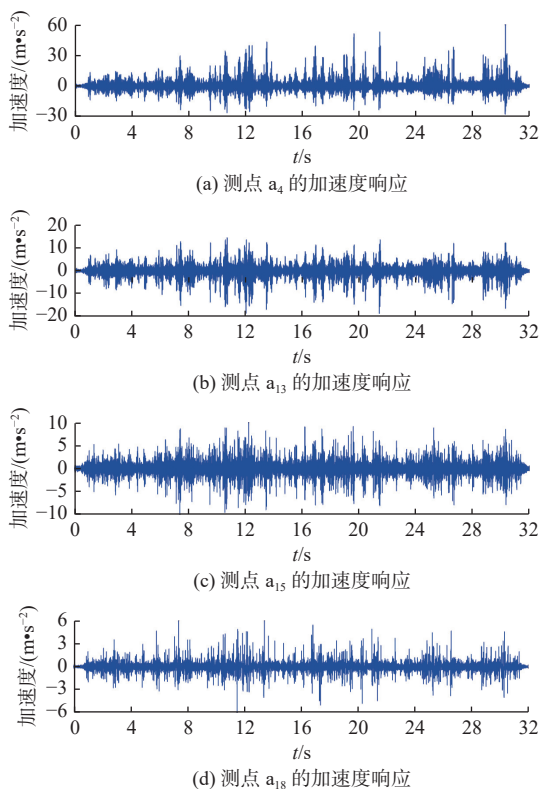 加速度/(m•s⁻²)
60
30
0
−30
0 4 8 12 16 20 24 28 32
t/s
(a) 测点 a₄ 的加速度响应
加速度/(m•s⁻²)
20
10
0
−10
−20
0 4 8 12 16 20 24 28 32
t/s
(b) 测点 a₁₃ 的加速度响应
加速度/(m•s⁻²)
10
5
0
−5
−10
0 4 8 12 16 20 24 28 32
t/s
(c) 测点 a₁₅ 的加速度响应
加速度/(m•s⁻²)
6
3
0
−3
−6
0 4 8 12 16 20 24 28 32
t/s
(d) 测点 a₁₈ 的加速度响应